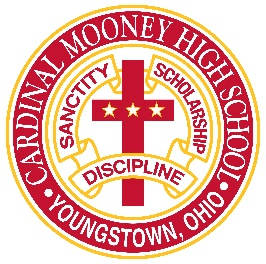 CARDINAL MOONEY HIGH SCHOOL
SANCTITY
SCHOLARSHIP
DISCIPLINE
• YOUNGSTOWN, OHIO •